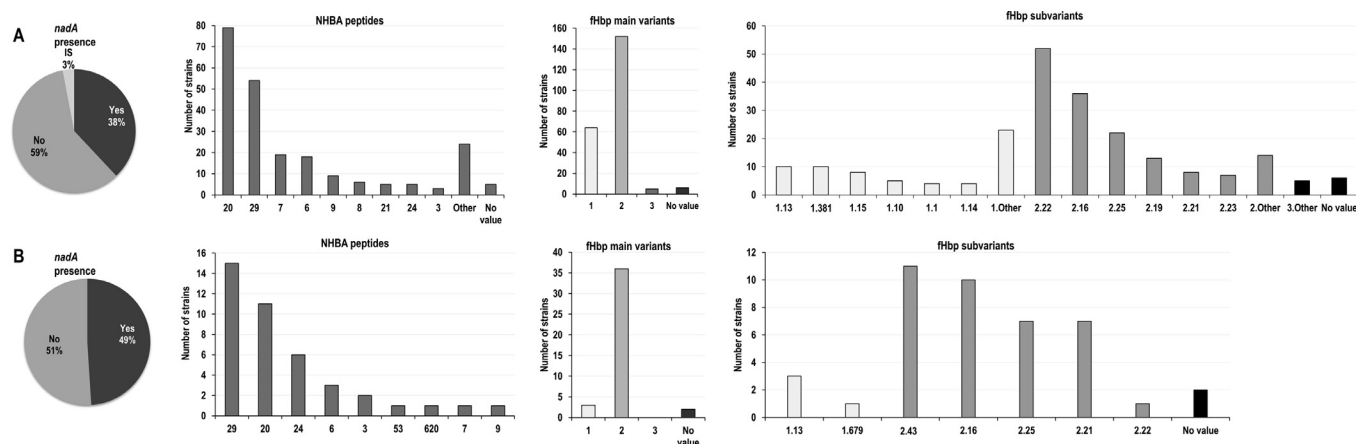 A
nadA
presence
IS
3%
Yes
38%
No
59%
NHBA peptides
Number of strains
80
70
60
50
40
30
20
10
0
20 29 7 6 9 8 21 24 3 Other No value
fHbp main variants
Number of strains
160
140
120
100
80
60
40
20
0
1 2 3 No value
fHbp subvariants
Number os strains
60
50
40
30
20
10
0
1.13 1.381 1.15 1.10 1.1 1.14 1.Other 2.22 2.16 2.25 2.19 2.21 2.23 2.Other 3.Other No value
B
nadA
presence
Yes
49%
No
51%
NHBA peptides
Number of strains
16
14
12
10
8
6
4
2
0
29 20 24 6 3 53 620 7 9
fHbp main variants
Number of strains
40
35
30
25
20
15
10
5
0
1 2 3 No
value
fHbp subvariants
Number of strains
12
10
8
6
4
2
0
1.13 1.679 2.43 2.16 2.25 2.21 2.22 No value